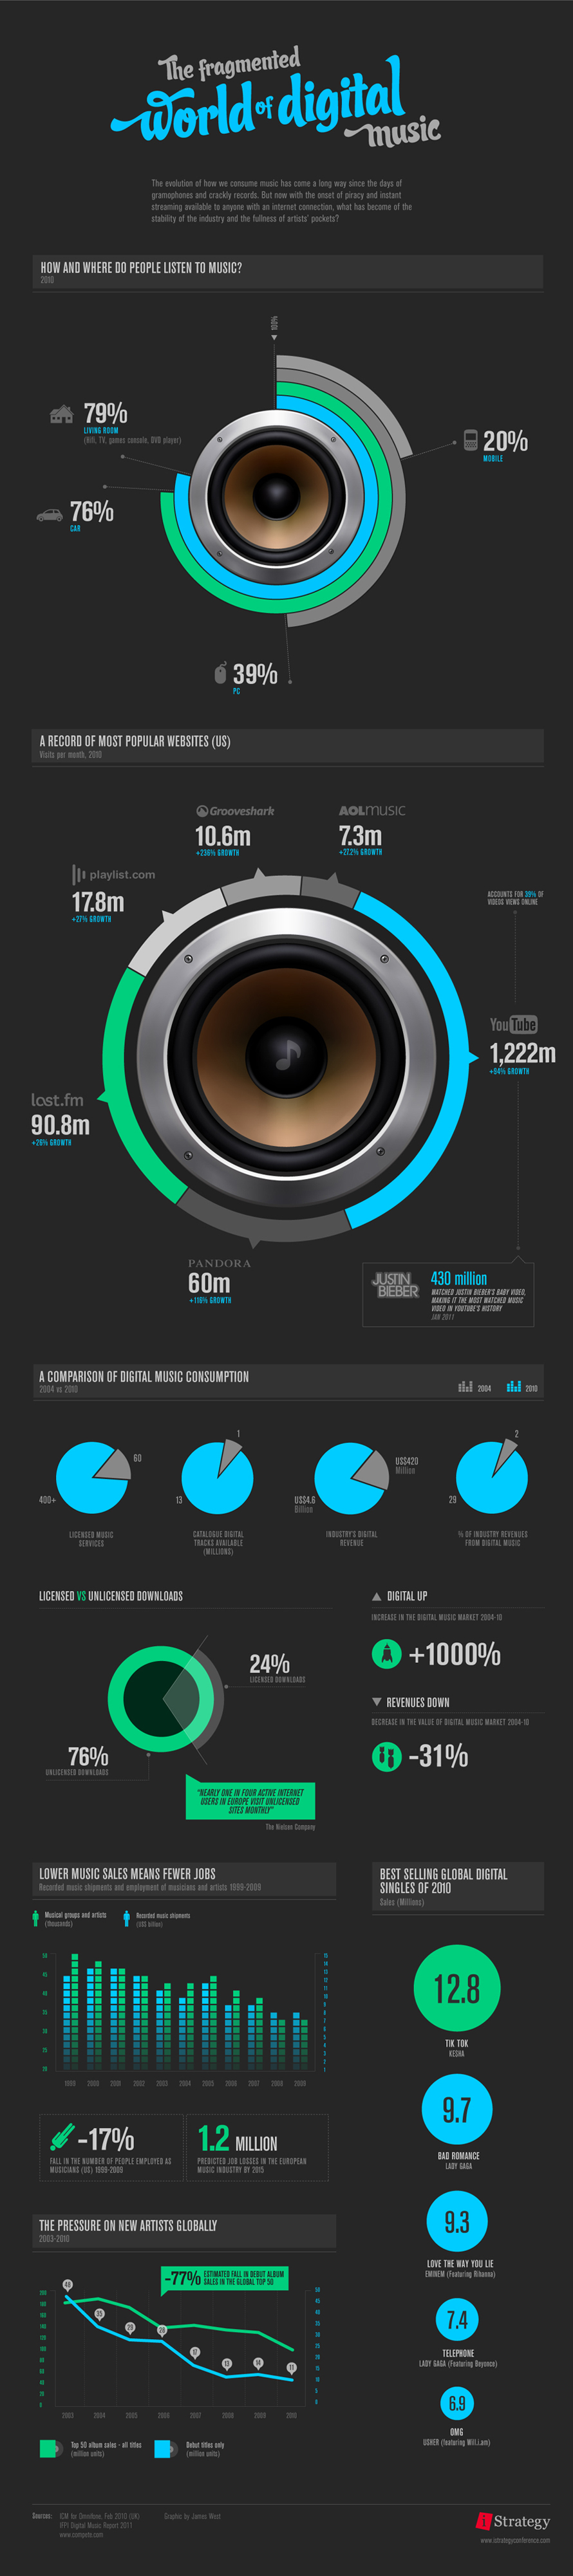 The fragmented
world of digital
music
The evolution of how we consume music has come a long way since the days of
gramophones and crackly records. But now with the onset of piracy and instant
streaming available to anyone with an internet connection, what has become of the
stability of the industry and the fullness of artists' pockets?
HOW AND WHERE DO PEOPLE LISTEN TO MUSIC?
2010
100%
79%
LIVING ROOM
(Hifi, TV, games console, DVD player)
20%
MOBILE
76%
CAR
39%
PC
A RECORD OF MOST POPULAR WEBSITES (US)
Visits per month, 2010
Grooveshark
10.6m
+236% GROWTH
AOL MUSIC
7.3m
+27.2% GROWTH
playlist.com
17.8m
+27% GROWTH
ACCOUNTS FOR 39% OF
VIDEOS VIEWS ONLINE
YouTube
1,222m
+94% GROWTH
last.fm
90.8m
+26% GROWTH
PANDORA
60m
+116% GROWTH
JUSTIN
BIEBER
430 million
WATCHED JUSTIN BIEBER'S BABY VIDEO,
MAKING IT THE MOST WATCHED MUSIC
VIDEO IN YOUTUBE'S HISTORY
JAN 2011
A COMPARISON OF DIGITAL MUSIC CONSUMPTION
2004 vs 2010
2004
2010
60
400+
LICENSED MUSIC
SERVICES
1
13
CATALOGUE DIGITAL
TRACKS AVAILABLE
(MILLIONS)
US$420
Million
US$4.6
Billion
INDUSTRY'S DIGITAL
REVENUE
2
29
% OF INDUSTRY REVENUES
FROM DIGITAL MUSIC
LICENSED VS UNLICENSED DOWNLOADS
24%
LICENSED DOWNLOADS
76%
UNLICENSED DOWNLOADS
"NEARLY ONE IN FOUR ACTIVE INTERNET
USERS IN EUROPE VISIT UNLICENSED
SITES MONTHLY"
The Nielsen Company
DIGITAL UP
INCREASE IN THE DIGITAL MUSIC MARKET 2004-10
+1000%
REVENUES DOWN
DECREASE IN THE VALUE OF DIGITAL MUSIC MARKET 2004-10
-31%
LOWER MUSIC SALES MEANS FEWER JOBS
Recorded music shipments and employment of musicians and artists 1999-2009
Musical groups and artists
(thousands)
Recorded music shipments
(US$ billion)
50
45
40
35
30
25
20
15
14
13
12
11
10
9
8
7
6
5
4
3
2
1
1999 2000 2001 2002 2003 2004 2005 2006 2007 2008 2009
-17%
FALL IN THE NUMBER OF PEOPLE EMPLOYED AS
MUSICIANS (US) 1999-2009
1.2 MILLION
PREDICTED JOB LOSSES IN THE EUROPEAN
MUSIC INDUSTRY BY 2015
BEST SELLING GLOBAL DIGITAL
SINGLES OF 2010
Sales (Millions)
12.8
TIK TOK
KESHA
9.7
BAD ROMANCE
LADY GAGA
9.3
LOVE THE WAY YOU LIE
EMINEM (Featuring Rihanna)
7.4
TELEPHONE
LADY GAGA (Featuring Beyonce)
6.9
OMG
USHER (Featuring Will.i.am)
THE PRESSURE ON NEW ARTISTS GLOBALLY
2003-2010
-77% ESTIMATED FALL IN DEBUT ALBUM
SALES IN THE GLOBAL TOP 50
200
180
160
140
120
100
80
60
40
20
0
50
45
40
35
30
25
20
15
10
5
0
2003 2004 2005 2006 2007 2008 2009 2010
Top 50 album sales - all titles
(million units)
Debut titles only
(million units)
Sources:
ICM for Omnifone, Feb 2010 (UK)
IFPI Digital Music Report 2011
www.compete.com
Graphic by James West
i Strategy
www.istrategyconference.com